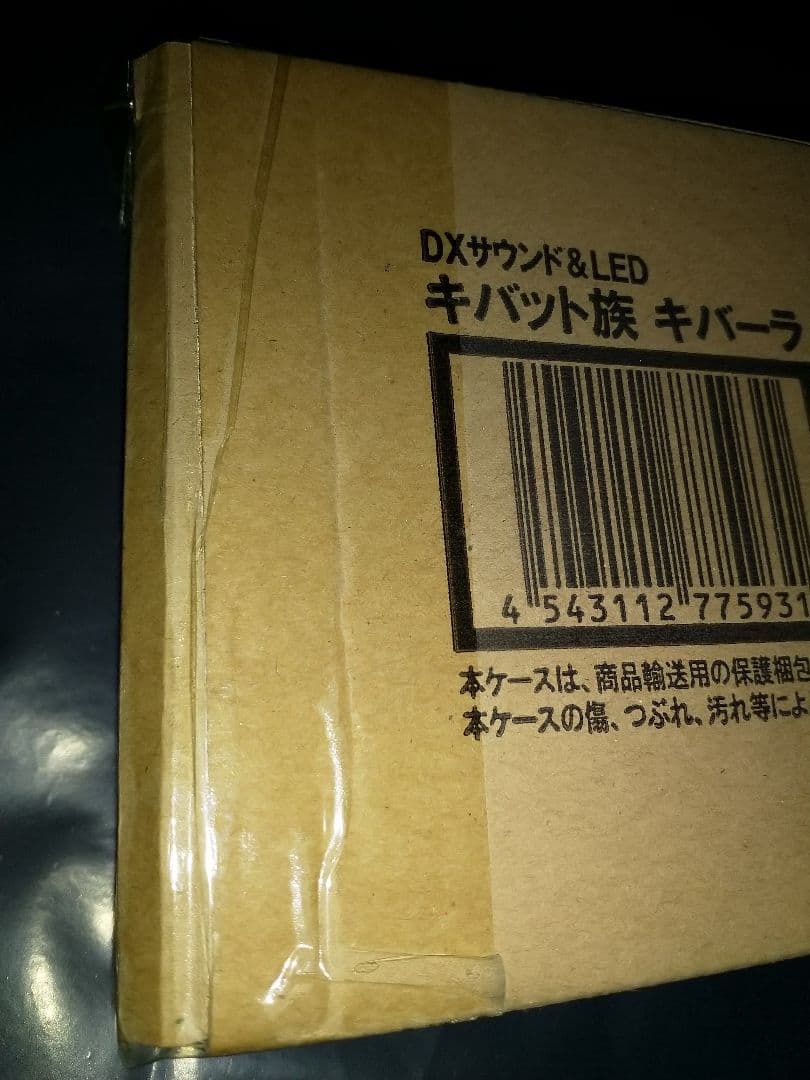 DXサウンド&LED
キバット族 キバーラ
4 543112 775931
本ケースは、商品輸送用の保護梱包
本ケースの傷、つぶれ、汚れ等によ